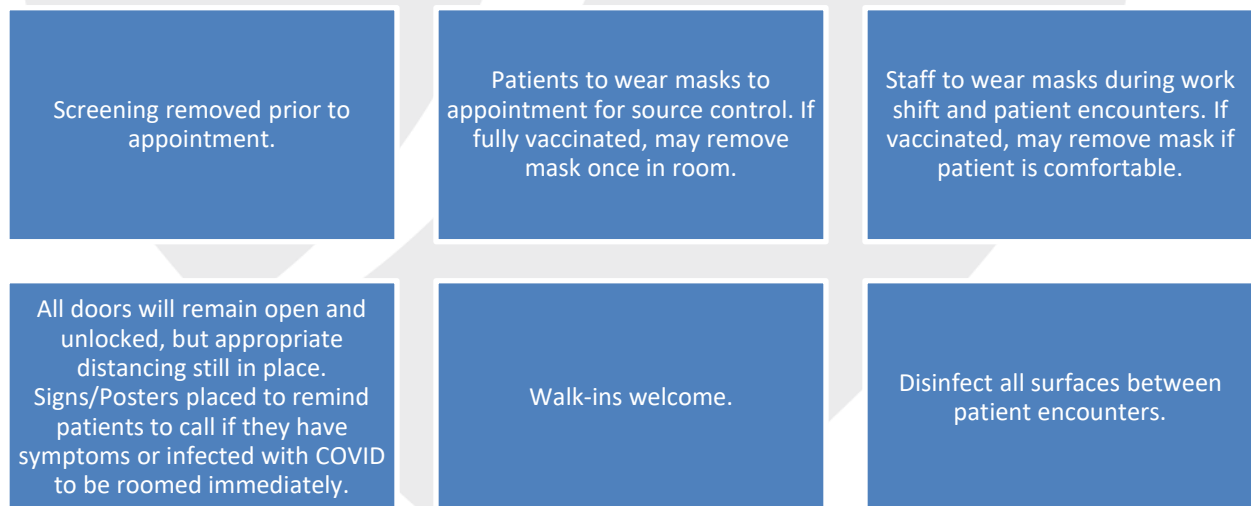 Screening removed prior to
appointment.
Patients to wear masks to
appointment for source control. If
fully vaccinated, may remove
mask once in room.
Staff to wear masks during work
shift and patient encounters. If
vaccinated, may remove mask if
patient is comfortable.
All doors will remain open and
unlocked, but appropriate
distancing still in place.
Signs/Posters placed to remind
patients to call if they have
symptoms or infected with COVID
to be roomed immediately.
Walk-ins welcome.
Disinfect all surfaces between
patient encounters.